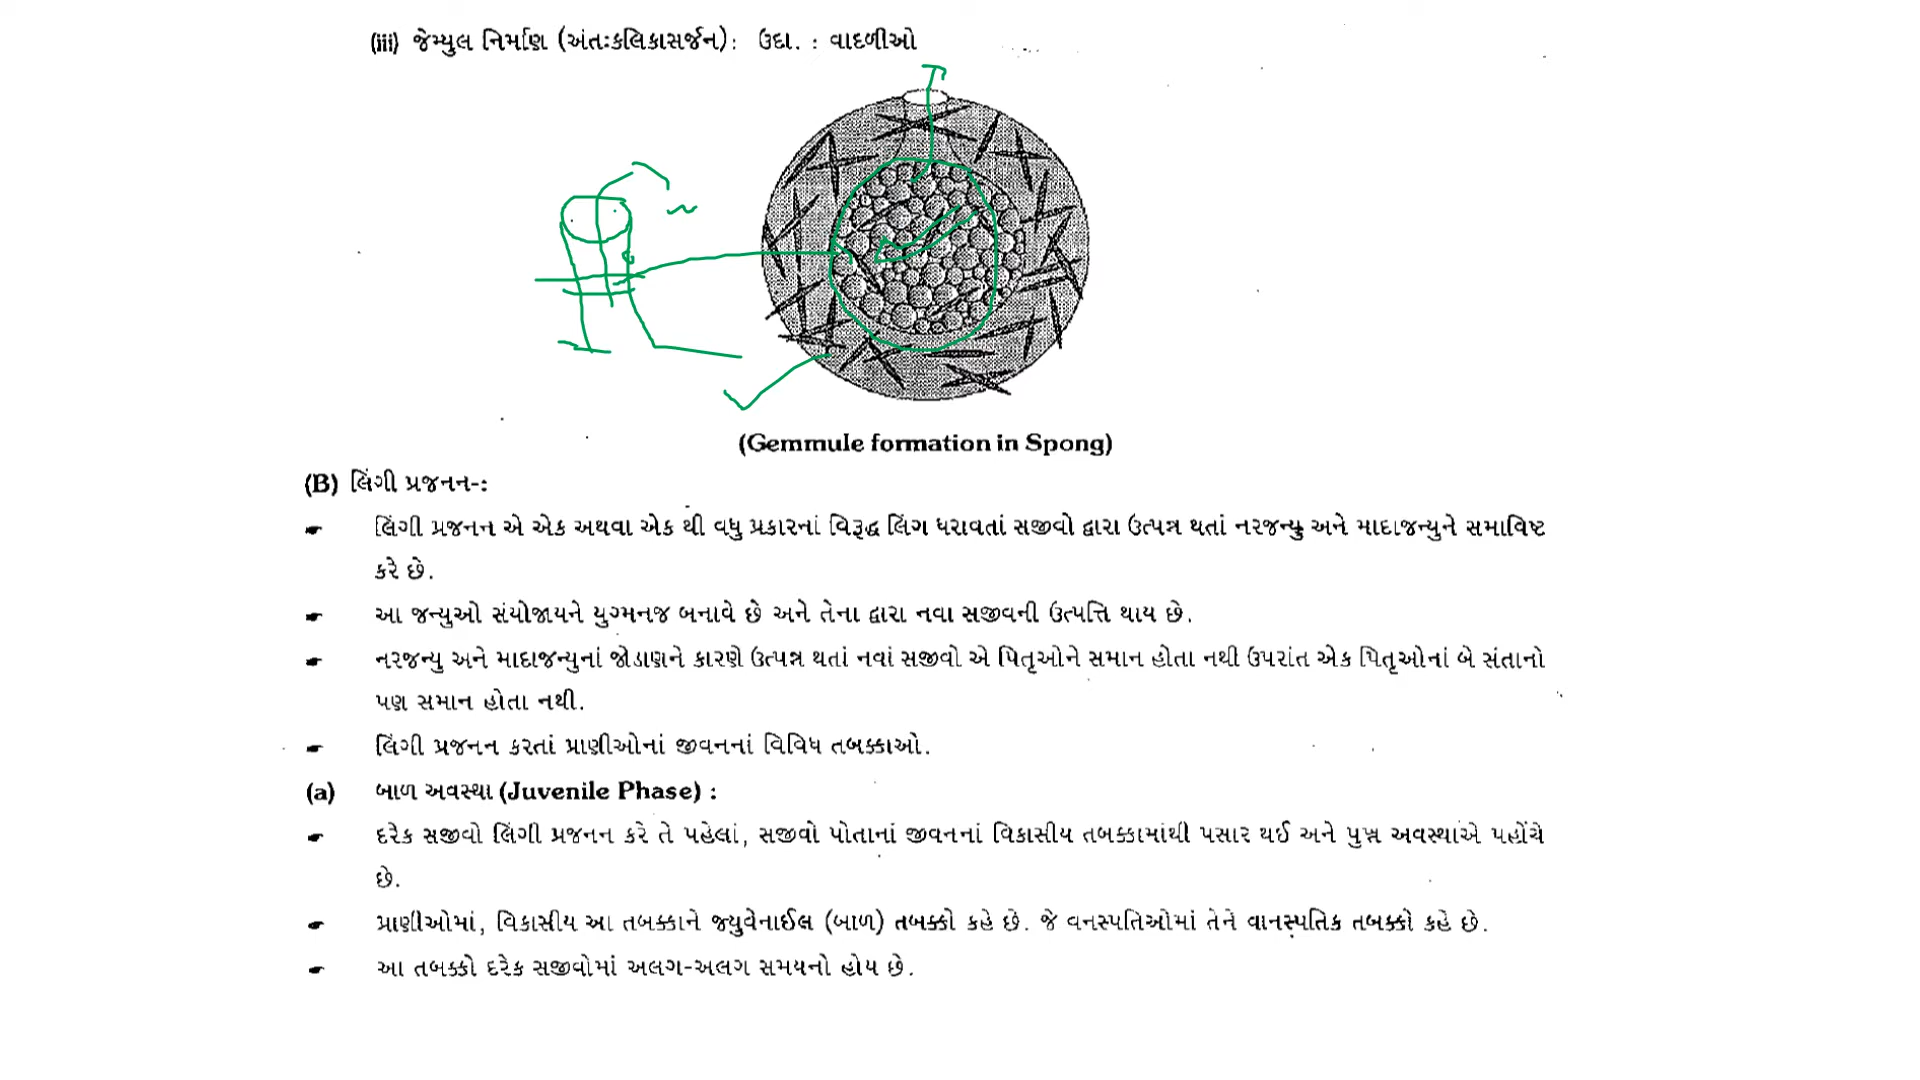 (iii) જેમ્યુલ નિર્માણ (અંતઃકલિકાસર્જન): ઉદા. : વાદળીઓ
(Gemmule formation in Spong)
(B) લિંગી પ્રજનન-:
લિંગી પ્રજનન એ એક અથવા એક થી વધુ પ્રકારનાં વિરૂદ્ધ લિંગ ધરાવતાં સજીવો દ્વારા ઉત્પન્ન થતાં નરજન્યુ અને માદાજન્યુને સમાવિષ્ટ
કરે છે.
આ જન્યુઓ સંયોજાયને યુગ્મનજ બનાવે છે અને તેના દ્વારા નવા સજીવની ઉત્પત્તિ થાય છે.
નરજન્યુ અને માદાજન્યુનાં જોડાણને કારણે ઉત્પન્ન થતાં નવાં સજીવો એ પિતૃઓને સમાન હોતા નથી ઉપરાંત એક પિતૃઓનાં બે સંતાનો
પણ સમાન હોતા નથી.
લિંગી પ્રજનન કરતાં પ્રાણીઓનાં જીવનનાં વિવિધ તબક્કાઓ.
(a) બાળ અવસ્થા (Juvenile Phase) :
દરેક સજીવો લિંગી પ્રજનન કરે તે પહેલાં, સજીવો પોતાનાં જીવનનાં વિકાસીય તબક્કામાંથી પસાર થઈ અને પુખ્ત અવસ્થાએ પહોંચે
છે.
પ્રાણીઓમાં, વિકાસીય આ તબક્કાને જ્યુવેનાઈલ (બાળ) તબક્કો કહે છે. જે વનસ્પતિઓમાં તેને વાનસ્પતિક તબક્કો કહે છે.
આ તબક્કો દરેક સજીવોમાં અલગ-અલગ સમયનો હોય છે.